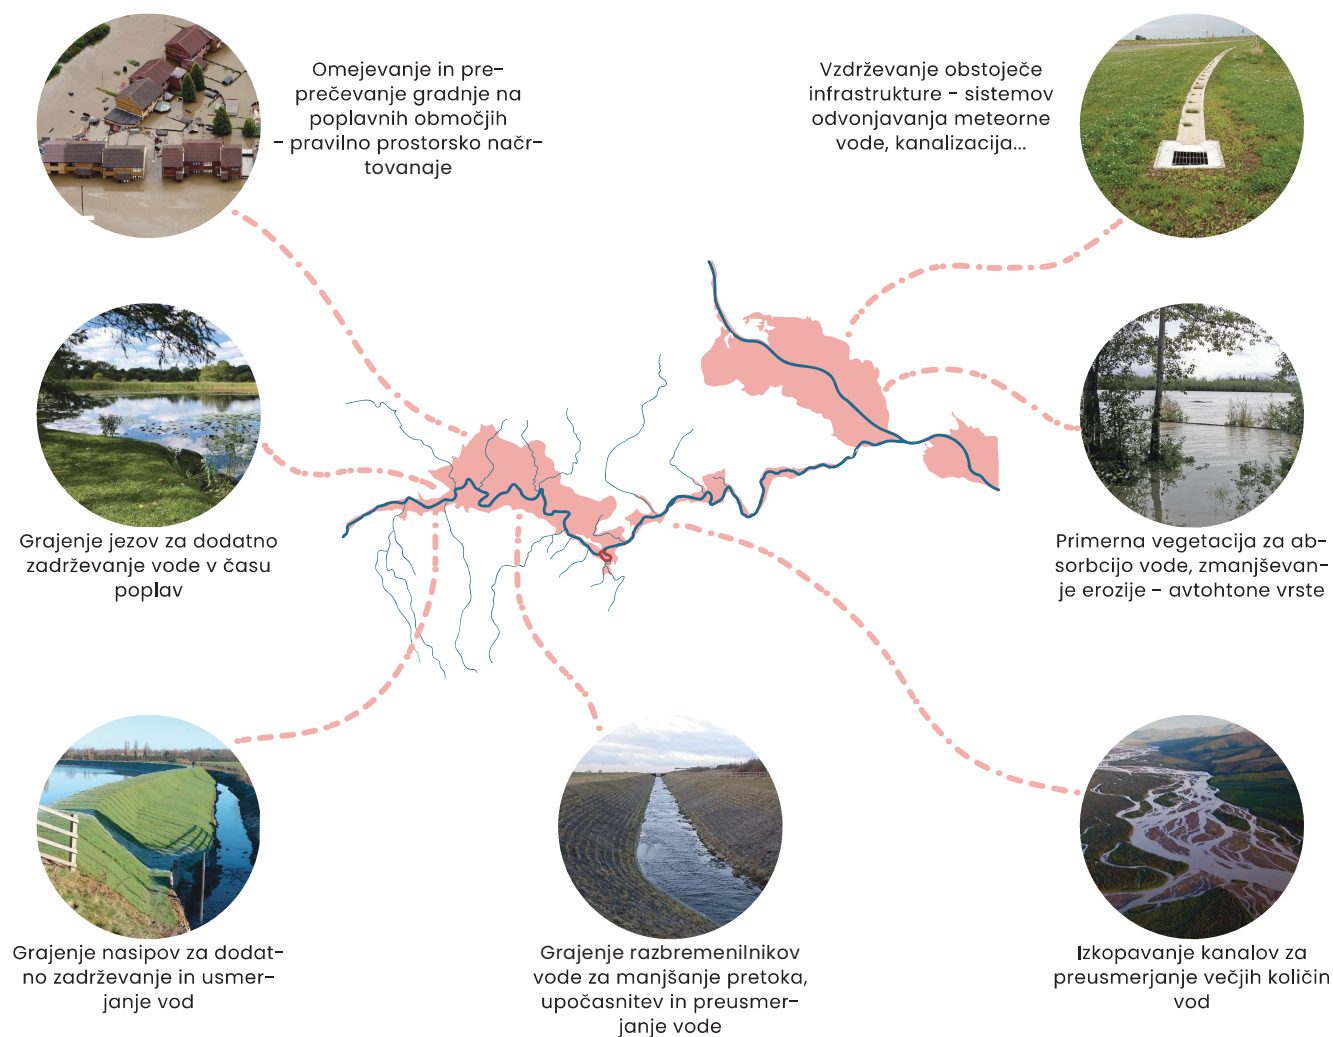 Omejevanje in pre-
prečevanje gradnje na
poplavnih območjih
- pravilno prostorsko načr-
tovanaje
Vzdrževanje obstoječe
infrastrukture - sistemov
odvonjavanja meteorne
vode, kanalizacija...
Grajenje jezov za dodatno
zadrževanje vode v času
poplav
Primerna vegetacija za ab-
sorbcijo vode, zmanjševan-
je erozije - avtohtone vrste
Grajenje nasipov za dodat-
no zadrževanje in usmer-
janje vod
Grajenje razbremenilnikov
vode za manjšanje pretoka,
upočasnitev in preusmer-
janje vode
Izkopavanje kanalov za
preusmerjanje večjih količin
vod